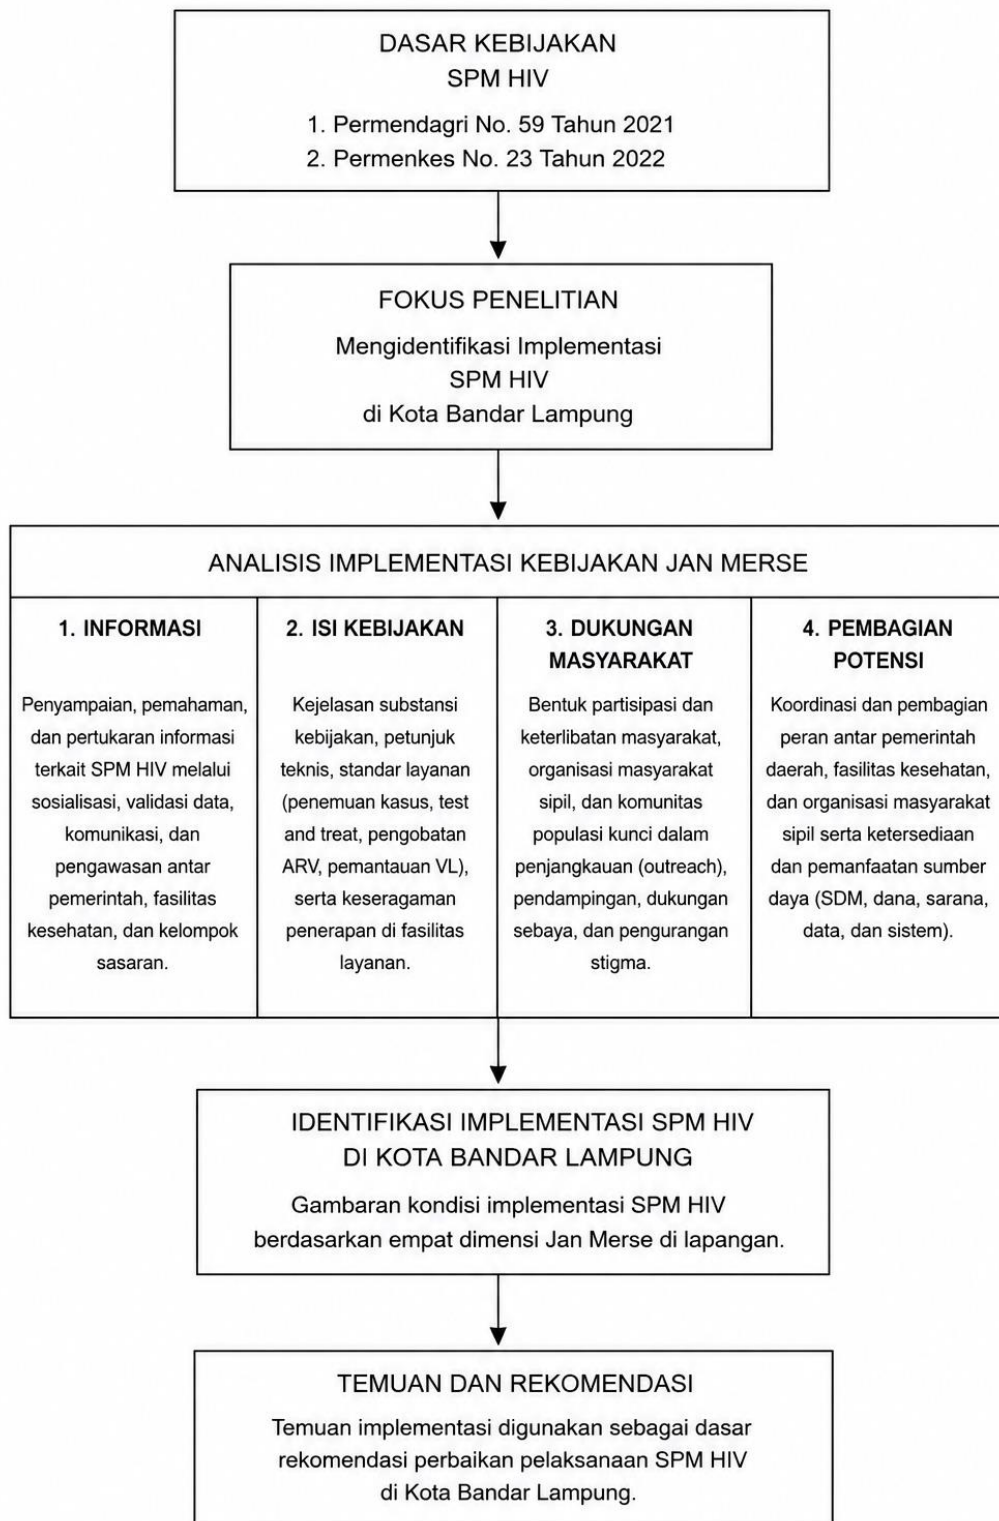 DASAR KEBIJAKAN
SPM HIV
1. Permendagri No. 59 Tahun 2021
2. Permenkes No. 23 Tahun 2022
FOKUS PENELITIAN
Mengidentifikasi Implementasi
SPM HIV
di Kota Bandar Lampung
ANALISIS IMPLEMENTASI KEBIJAKAN JAN MERSE
1. INFORMASI
Penyampaian, pemahaman,
dan pertukaran informasi
terkait SPM HIV melalui
sosialisasi, validasi data,
komunikasi, dan
pengawasan antar
pemerintah, fasilitas
kesehatan, dan kelompok
sasaran.
2. ISI KEBIJAKAN
Kejelasan substansi
kebijakan, petunjuk
teknis, standar layanan
(penemuan kasus, test
and treat, pengobatan
ARV, pemantauan VL),
serta keseragaman
penerapan di fasilitas
layanan.
3. DUKUNGAN
MASYARAKAT
Bentuk partisipasi dan
keterlibatan masyarakat,
organisasi masyarakat
sipil, dan komunitas
populasi kunci dalam
penjangkauan (outreach),
pendampingan, dukungan
sebaya, dan pengurangan
stigma.
4. PEMBAGIAN
POTENSI
Koordinasi dan pembagian
peran antar pemerintah
daerah, fasilitas kesehatan,
dan organisasi masyarakat
sipil serta ketersediaan
dan pemanfaatan sumber
daya (SDM, dana, sarana,
data, dan sistem).
IDENTIFIKASI IMPLEMENTASI SPM HIV
DI KOTA BANDAR LAMPUNG
Gambaran kondisi implementasi SPM HIV
berdasarkan empat dimensi Jan Merse di lapangan.
TEMUAN DAN REKOMENDASI
Temuan implementasi digunakan sebagai dasar
rekomendasi perbaikan pelaksanaan SPM HIV
di Kota Bandar Lampung.